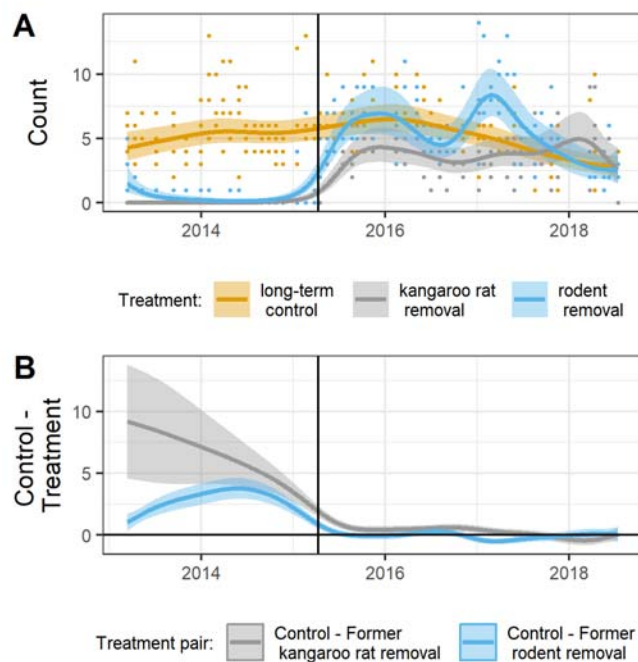 A
Count
10
5
0
2014 2016 2018
Treatment: long-term control kangaroo rat removal rodent removal
B
Control - Treatment
10
5
0
2014 2016 2018
Treatment pair: Control - Former kangaroo rat removal Control - Former rodent removal